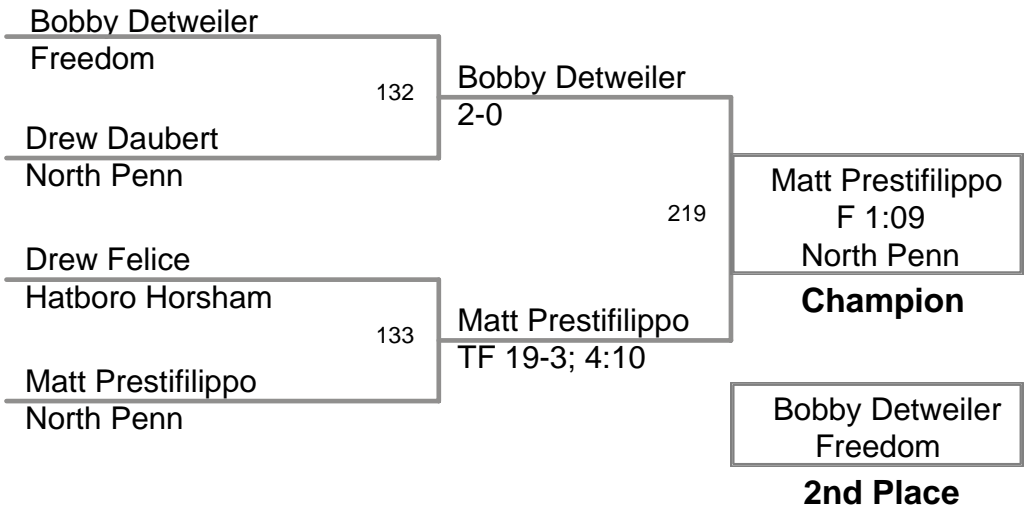 Bobby Detweiler
Freedom
132
Drew Daubert
North Penn
Bobby Detweiler
2-0
Drew Felice
Hatboro Horsham
133
Matt Prestifilippo
North Penn
Matt Prestifilippo
TF 19-3; 4:10
219
Matt Prestifilippo
F 1:09
North Penn
Champion
Bobby Detweiler
Freedom
2nd Place